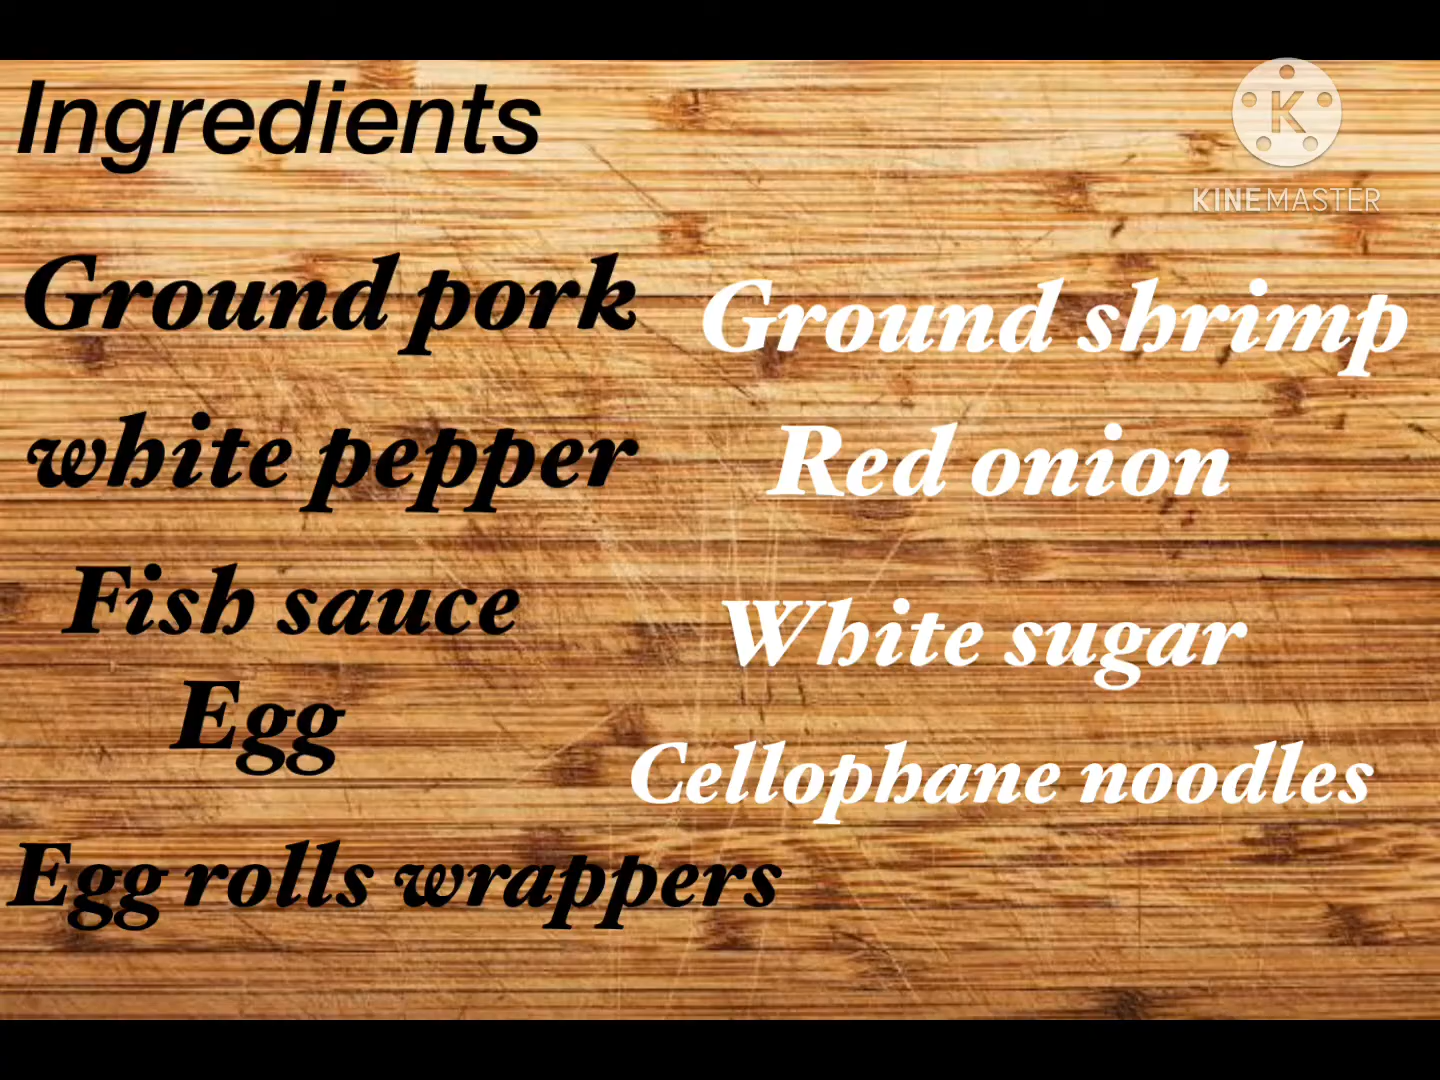 Ingredients
K
KINEMASTER
Ground pork
Ground shrimp
white pepper
Red onion
Fish sauce
White sugar
Egg
Cellophane noodles
Egg rolls wrappers